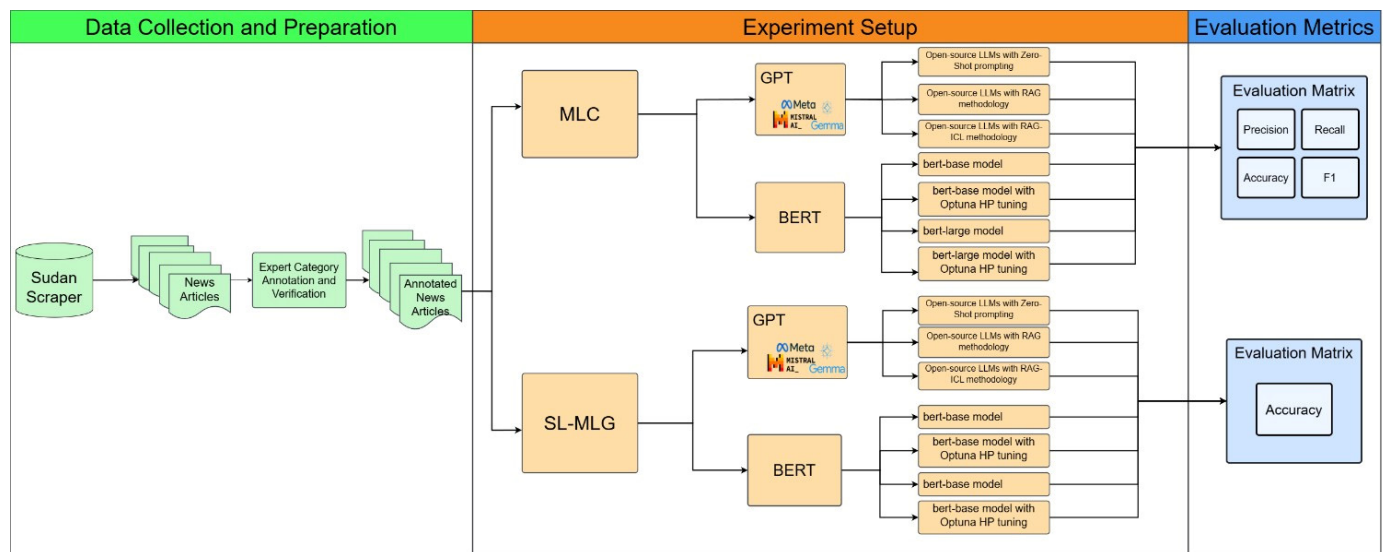 Data Collection and Preparation
Experiment Setup
Evaluation Metrics
Sudan
Scraper
News
Articles
Expert Category
Annotation and
Verification
Annotated
News
Articles
MLC
GPT
Meta
MISTRAL
AI_
Gemma
Open-source LLMs with Zero-
Shot prompting
Open-source LLMs with RAG
methodology
Open-source LLMs with RAG-
ICL methodology
BERT
bert-base model
bert-base model with
Optuna HP tuning
bert-large model
bert-large model with
Optuna HP tuning
SL-MLG
GPT
Meta
MISTRAL
AI_
Gemma
Open-source LLMs with Zero-
Shot prompting
Open-source LLMs with RAG
methodology
Open-source LLMs with RAG-
ICL methodology
BERT
bert-base model
bert-base model with
Optuna HP tuning
bert-base model
bert-base model with
Optuna HP tuning
Evaluation Matrix
Precision
Recall
Accuracy
F1
Evaluation Matrix
Accuracy